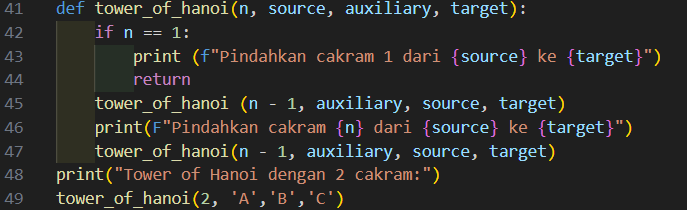 41 def tower_of_hanoi(n, source, auxiliary, target):
42     if n == 1:
43         print (f"Pindahkan cakram 1 dari {source} ke {target}")
44         return
45     tower_of_hanoi (n - 1, auxiliary, source, target)
46     print(F"Pindahkan cakram {n} dari {source} ke {target}")
47     tower_of_hanoi(n - 1, auxiliary, source, target)
48 print("Tower of Hanoi dengan 2 cakram:")
49 tower_of_hanoi(2, 'A','B','C')